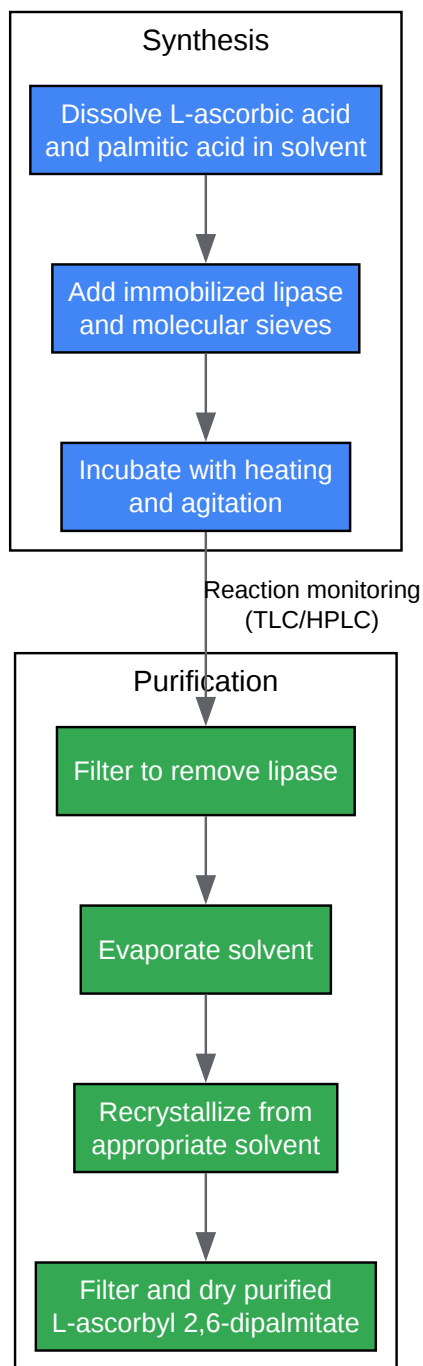 Synthesis
Dissolve L-ascorbic acid
and palmitic acid in solvent
Add immobilized lipase
and molecular sieves
Incubate with heating
and agitation
Reaction monitoring
(TLC/HPLC)
Purification
Filter to remove lipase
Evaporate solvent
Recrystallize from
appropriate solvent
Filter and dry purified
L-ascorbyl 2,6-dipalmitate